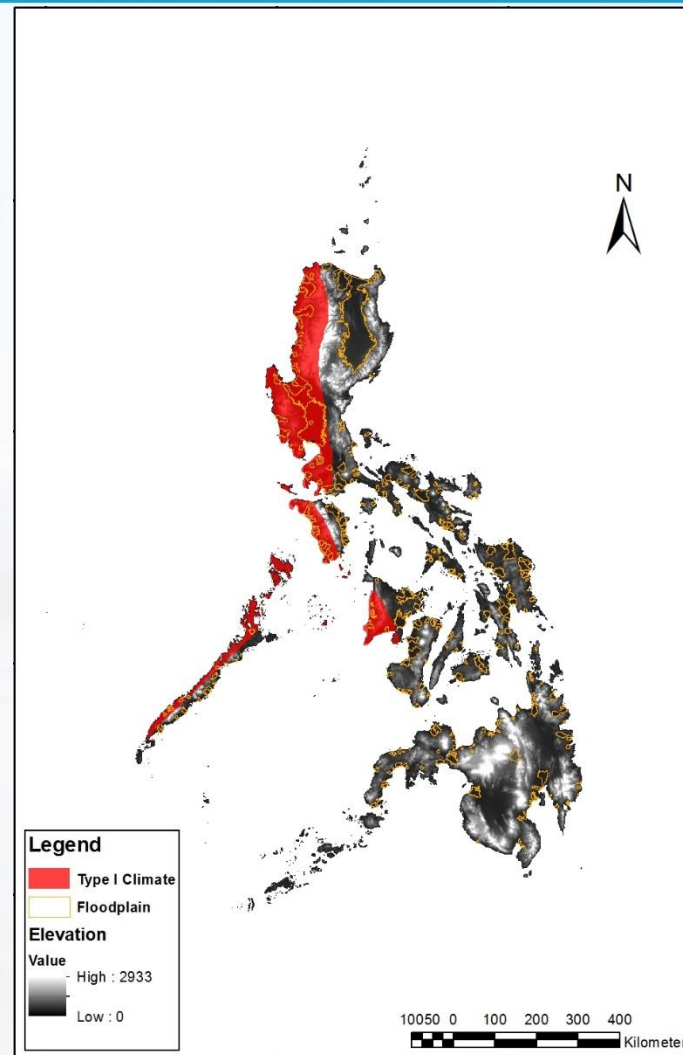 N
Legend
Type I Climate
Floodplain
Elevation
Value
High : 2933
Low : 0
10050 0 100 200 300 400
Kilometer